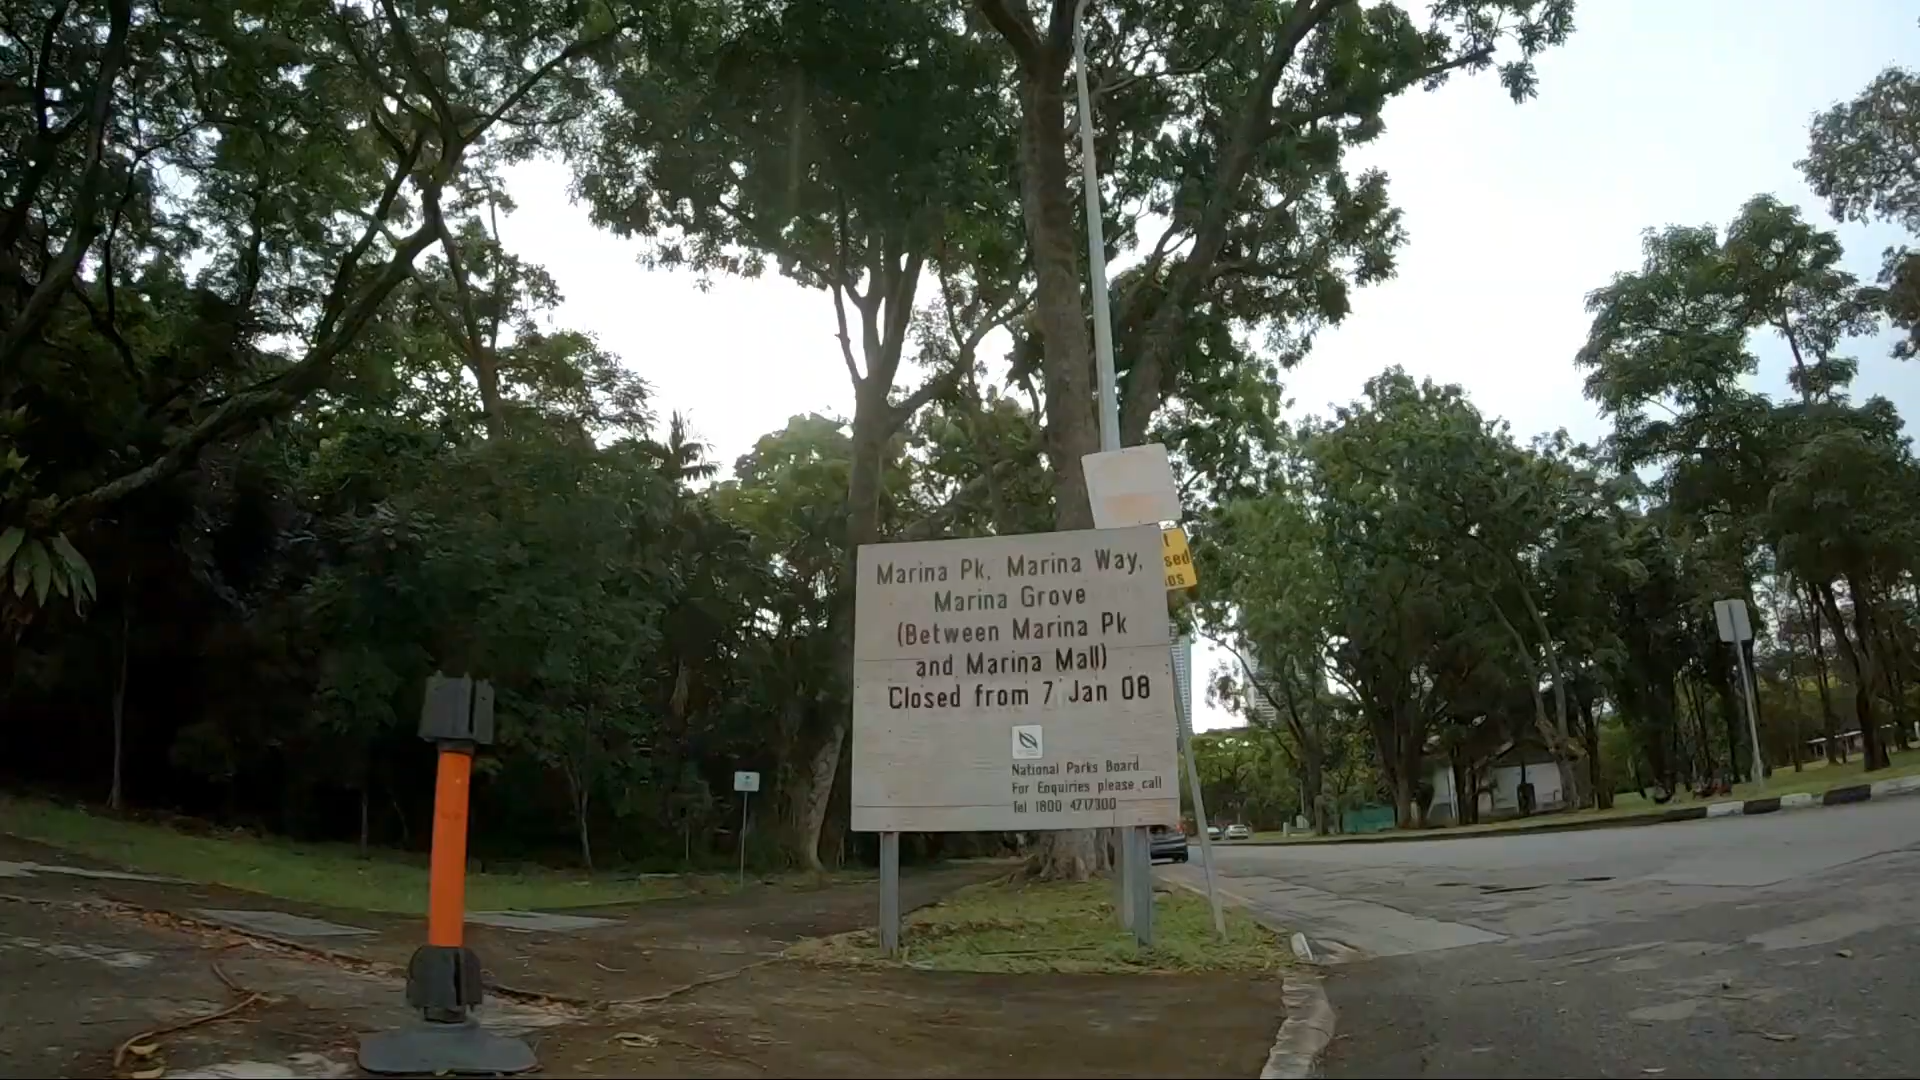 Marina Pk, Marina Way,
Marina Grove
(Between Marina Pk
and Marina Mall)
Closed from 7 Jan 08
National Parks Board
For Enquiries please call
Tel 1800 4717300
t
sed